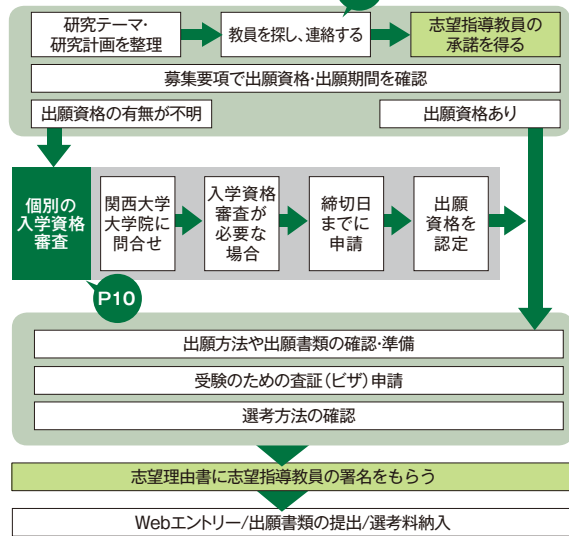 研究テーマ・
研究計画を整理
教員を探し、連絡する
志望指導教員の
承諾を得る
募集要項で出願資格・出願期間を確認
出願資格の有無が不明
出願資格あり
個別の
入学資格
審査
関西大学
大学院に
問合せ
入学資格
審査が
必要な
場合
締切日
までに
申請
出願
資格を
認定
P10
出願方法や出願書類の確認・準備
受験のための査証(ビザ)申請
選考方法の確認
志望理由書に志望指導教員の署名をもらう
Webエントリー/出願書類の提出/選考料納入